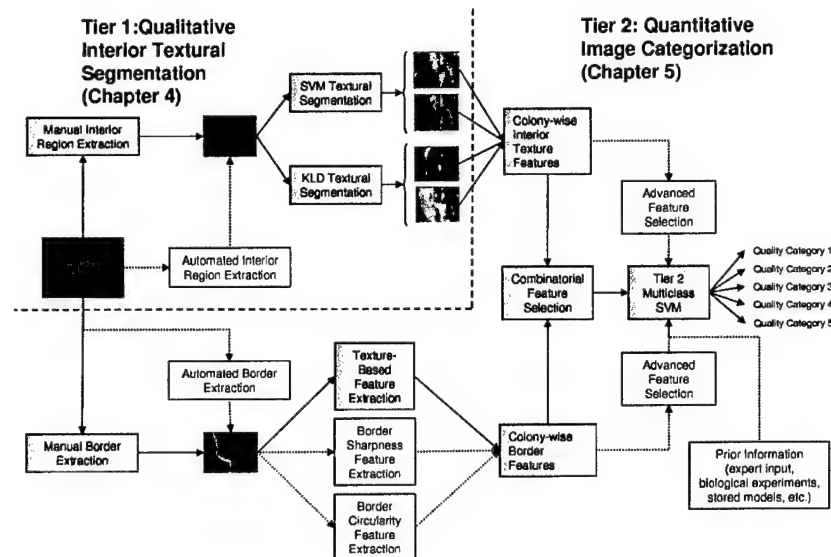 Tier 1:Qualitative
Interior Textural
Segmentation
(Chapter 4)
Tier 2: Quantitative
Image Categorization
(Chapter 5)
SVM Textural
Segmentation
Manual Interior
Region Extraction
KLD Textural
Segmentation
Colony-wise
Interior
Texture
Features
Advanced
Feature
Selection
Automated Interior
Region Extraction
Combinatorial
Feature
Selection
Tier 2
Multiclass
SVM
Quality Category 1
Quality Category 2
Quality Category 3
Quality Category 4
Quality Category 5
Automated Border
Extraction
Texture-
Based
Feature
Extraction
Advanced
Feature
Selection
Manual Border
Extraction
Border
Sharpness
Feature
Extraction
Colony-wise
Border
Features
Prior Information
(expert input,
biological experiments,
stored models, etc.)
Border
Circularity
Feature
Extraction